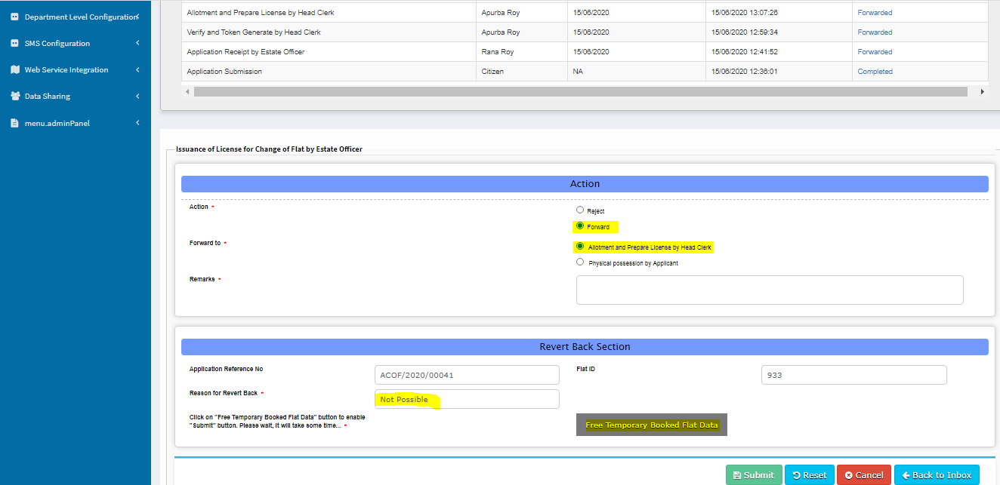 Department Level Configuration
SMS Configuration
Web Service Integration
Data Sharing
menu.adminPanel
Allotment and Prepare License by Head Clerk Apurba Roy 15/06/2020 15/06/2020 13:07:26 Forwarded
Verify and Token Generate by Head Clerk Apurba Roy 15/06/2020 15/06/2020 12:59:34 Forwarded
Application Receipt by Estate Officer Rana Roy 15/06/2020 15/06/2020 12:41:52 Forwarded
Application Submission Citizen NA 15/06/2020 12:36:01 Completed
Issuance of License for Change of Flat by Estate Officer
Action
Action *
Reject
Forward
Forward to *
Allotment and Prepare License by Head Clerk
Physical possession by Applicant
Remarks *
Revert Back Section
Application Reference No ACOF/2020/00041 Flat ID 933
Reason for Revert Back * Not Possible
Click on "Free Temporary Booked Flat Data" button to enable
"Submit" button. Please wait, it will take some time... *
Free Temporary Booked Flat Data
Submit Reset Cancel Back to Inbox